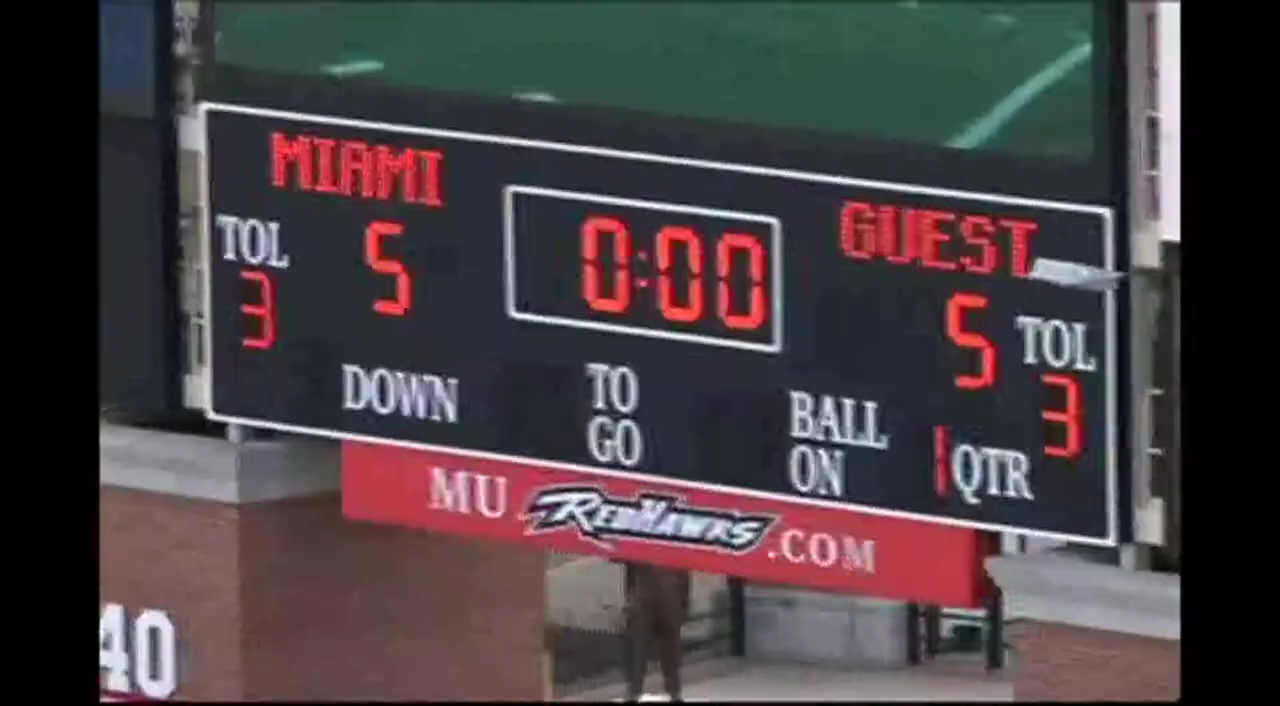 MIAMI
GUEST
TOL 5 0:00 5 TOL
3 3
DOWN TO GO BALL ON 1 QTR
MU REDHAWKS .COM
40